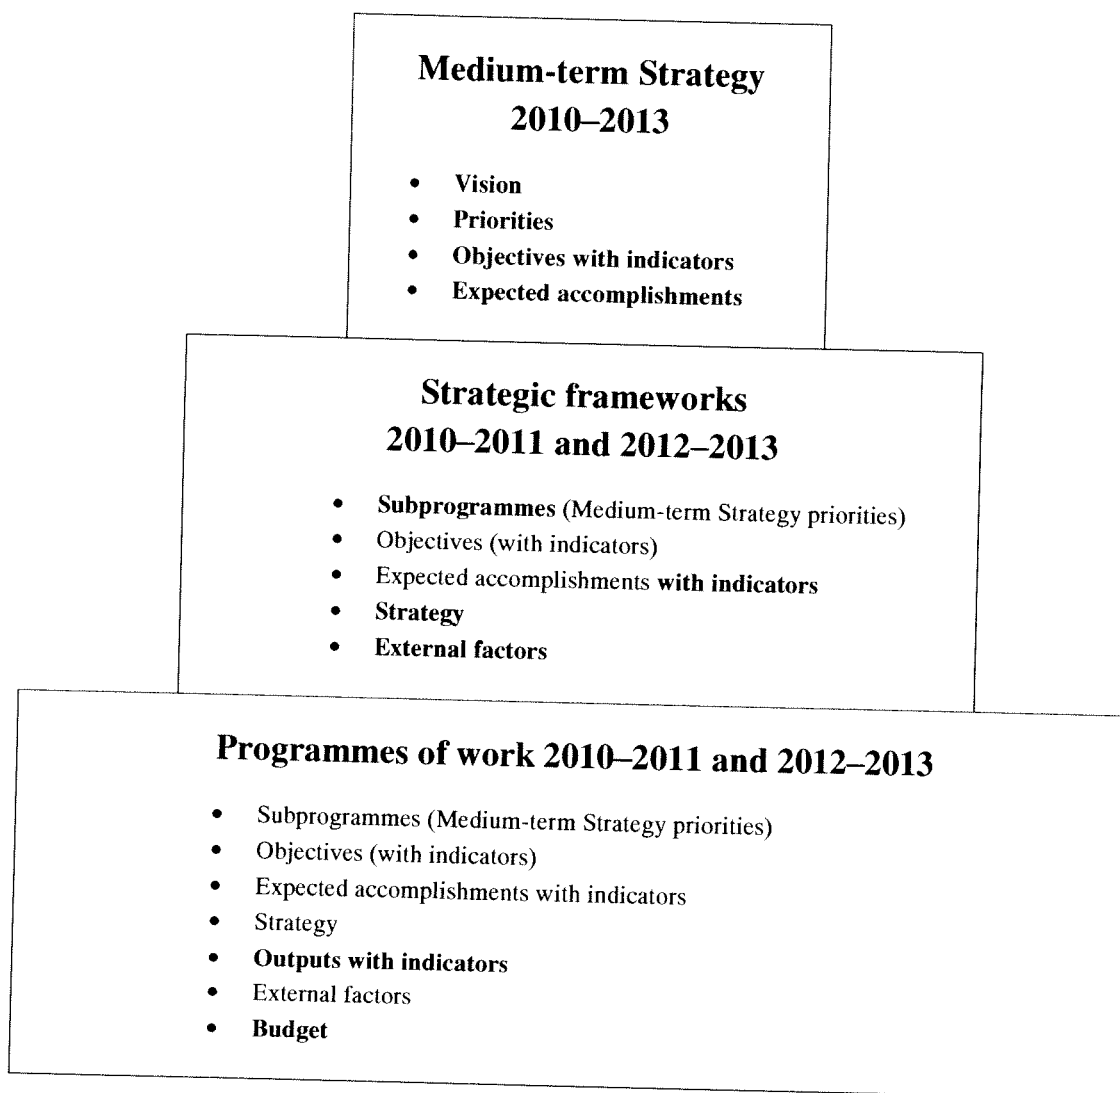 Medium-term Strategy
2010–2013
• Vision
• Priorities
• Objectives with indicators
• Expected accomplishments
Strategic frameworks
2010–2011 and 2012–2013
• Subprogrammes (Medium-term Strategy priorities)
• Objectives (with indicators)
• Expected accomplishments with indicators
• Strategy
• External factors
Programmes of work 2010–2011 and 2012–2013
• Subprogrammes (Medium-term Strategy priorities)
• Objectives (with indicators)
• Expected accomplishments with indicators
• Strategy
• Outputs with indicators
• External factors
• Budget